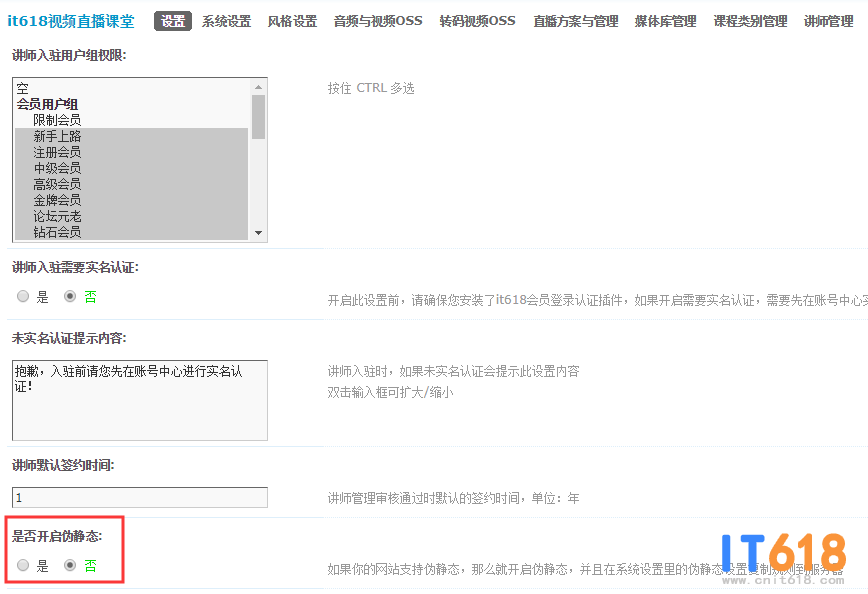 it618视频直播课堂 设置 系统设置 风格设置 音频与视频OSS 转码视频OSS 直播方案与管理 媒体库管理 课程类别管理 讲师管理
讲师入驻用户组权限:
空
会员用户组
限制会员
新手上路
注册会员
中级会员
高级会员
金牌会员
论坛元老
钻石会员
按住 CTRL 多选
讲师入驻需要实名认证:
是 否
开启此设置前，请确保您安装了it618会员登录认证插件，如果开启需要实名认证，需要先在账号中心实
未实名认证提示内容:
抱歉，入驻前请您先在账号中心进行实名认
证！
讲师入驻时，如果未实名认证会提示此设置内容
双击输入框可扩大/缩小
讲师默认签约时间:
1
讲师管理审核通过时默认的签约时间，单位：年
是否开启伪静态:
是 否
如果你的网站支持伪静态，那么就开启伪静态，并且在系统设置里的伪静态设置复制规则到服务器
IT618
www.cnit618.com